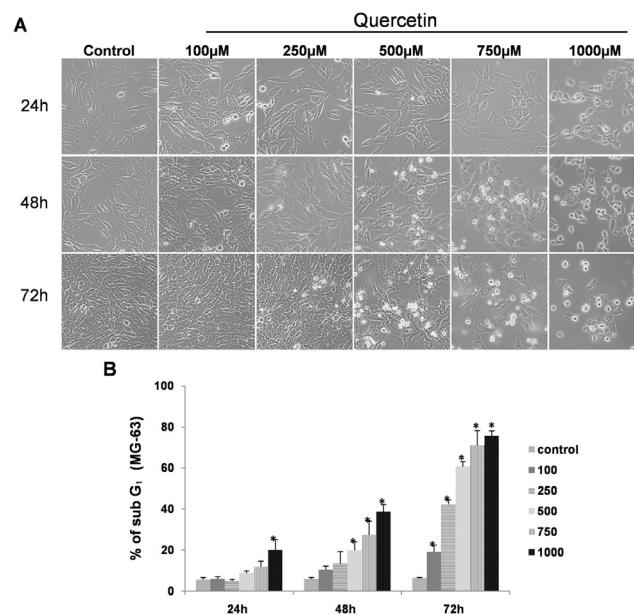 Quercetin
A
Control 100µM 250µM 500µM 750µM 1000µM
24h
48h
72h
B
100
80
60
40
20
0
% of sub G₁ (MG-63)
* * * * * * * * *
24h 48h 72h
control
100
250
500
750
1000